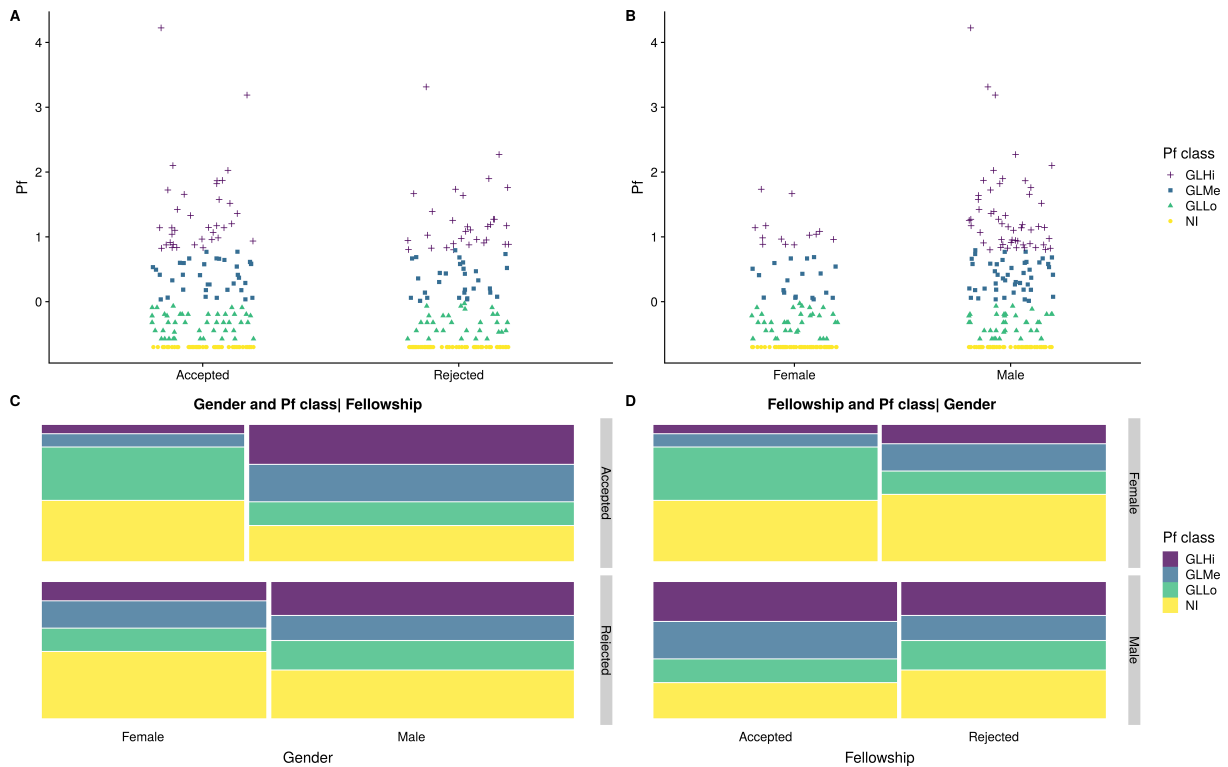 A
Pf
4
3
2
1
0
Accepted
Rejected
B
Pf
4
3
2
1
0
Female
Male
Pf class
GLHi
GLMe
GLLo
NI
C
Gender and Pf class| Fellowship
Accepted
Rejected
Female
Male
Gender
D
Fellowship and Pf class| Gender
Female
Male
Accepted
Rejected
Fellowship
Pf class
GLHi
GLMe
GLLo
NI